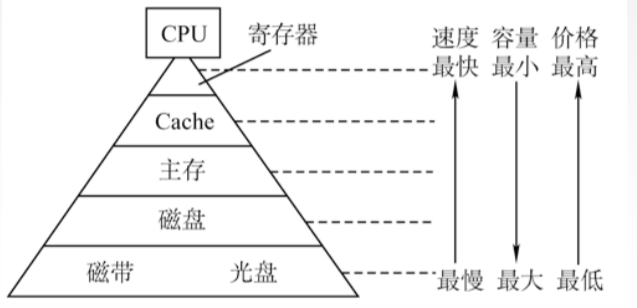 CPU
寄存器
速度 容量 价格
最快 最小 最高
Cache
主存
磁盘
磁带 光盘
最慢 最大 最低